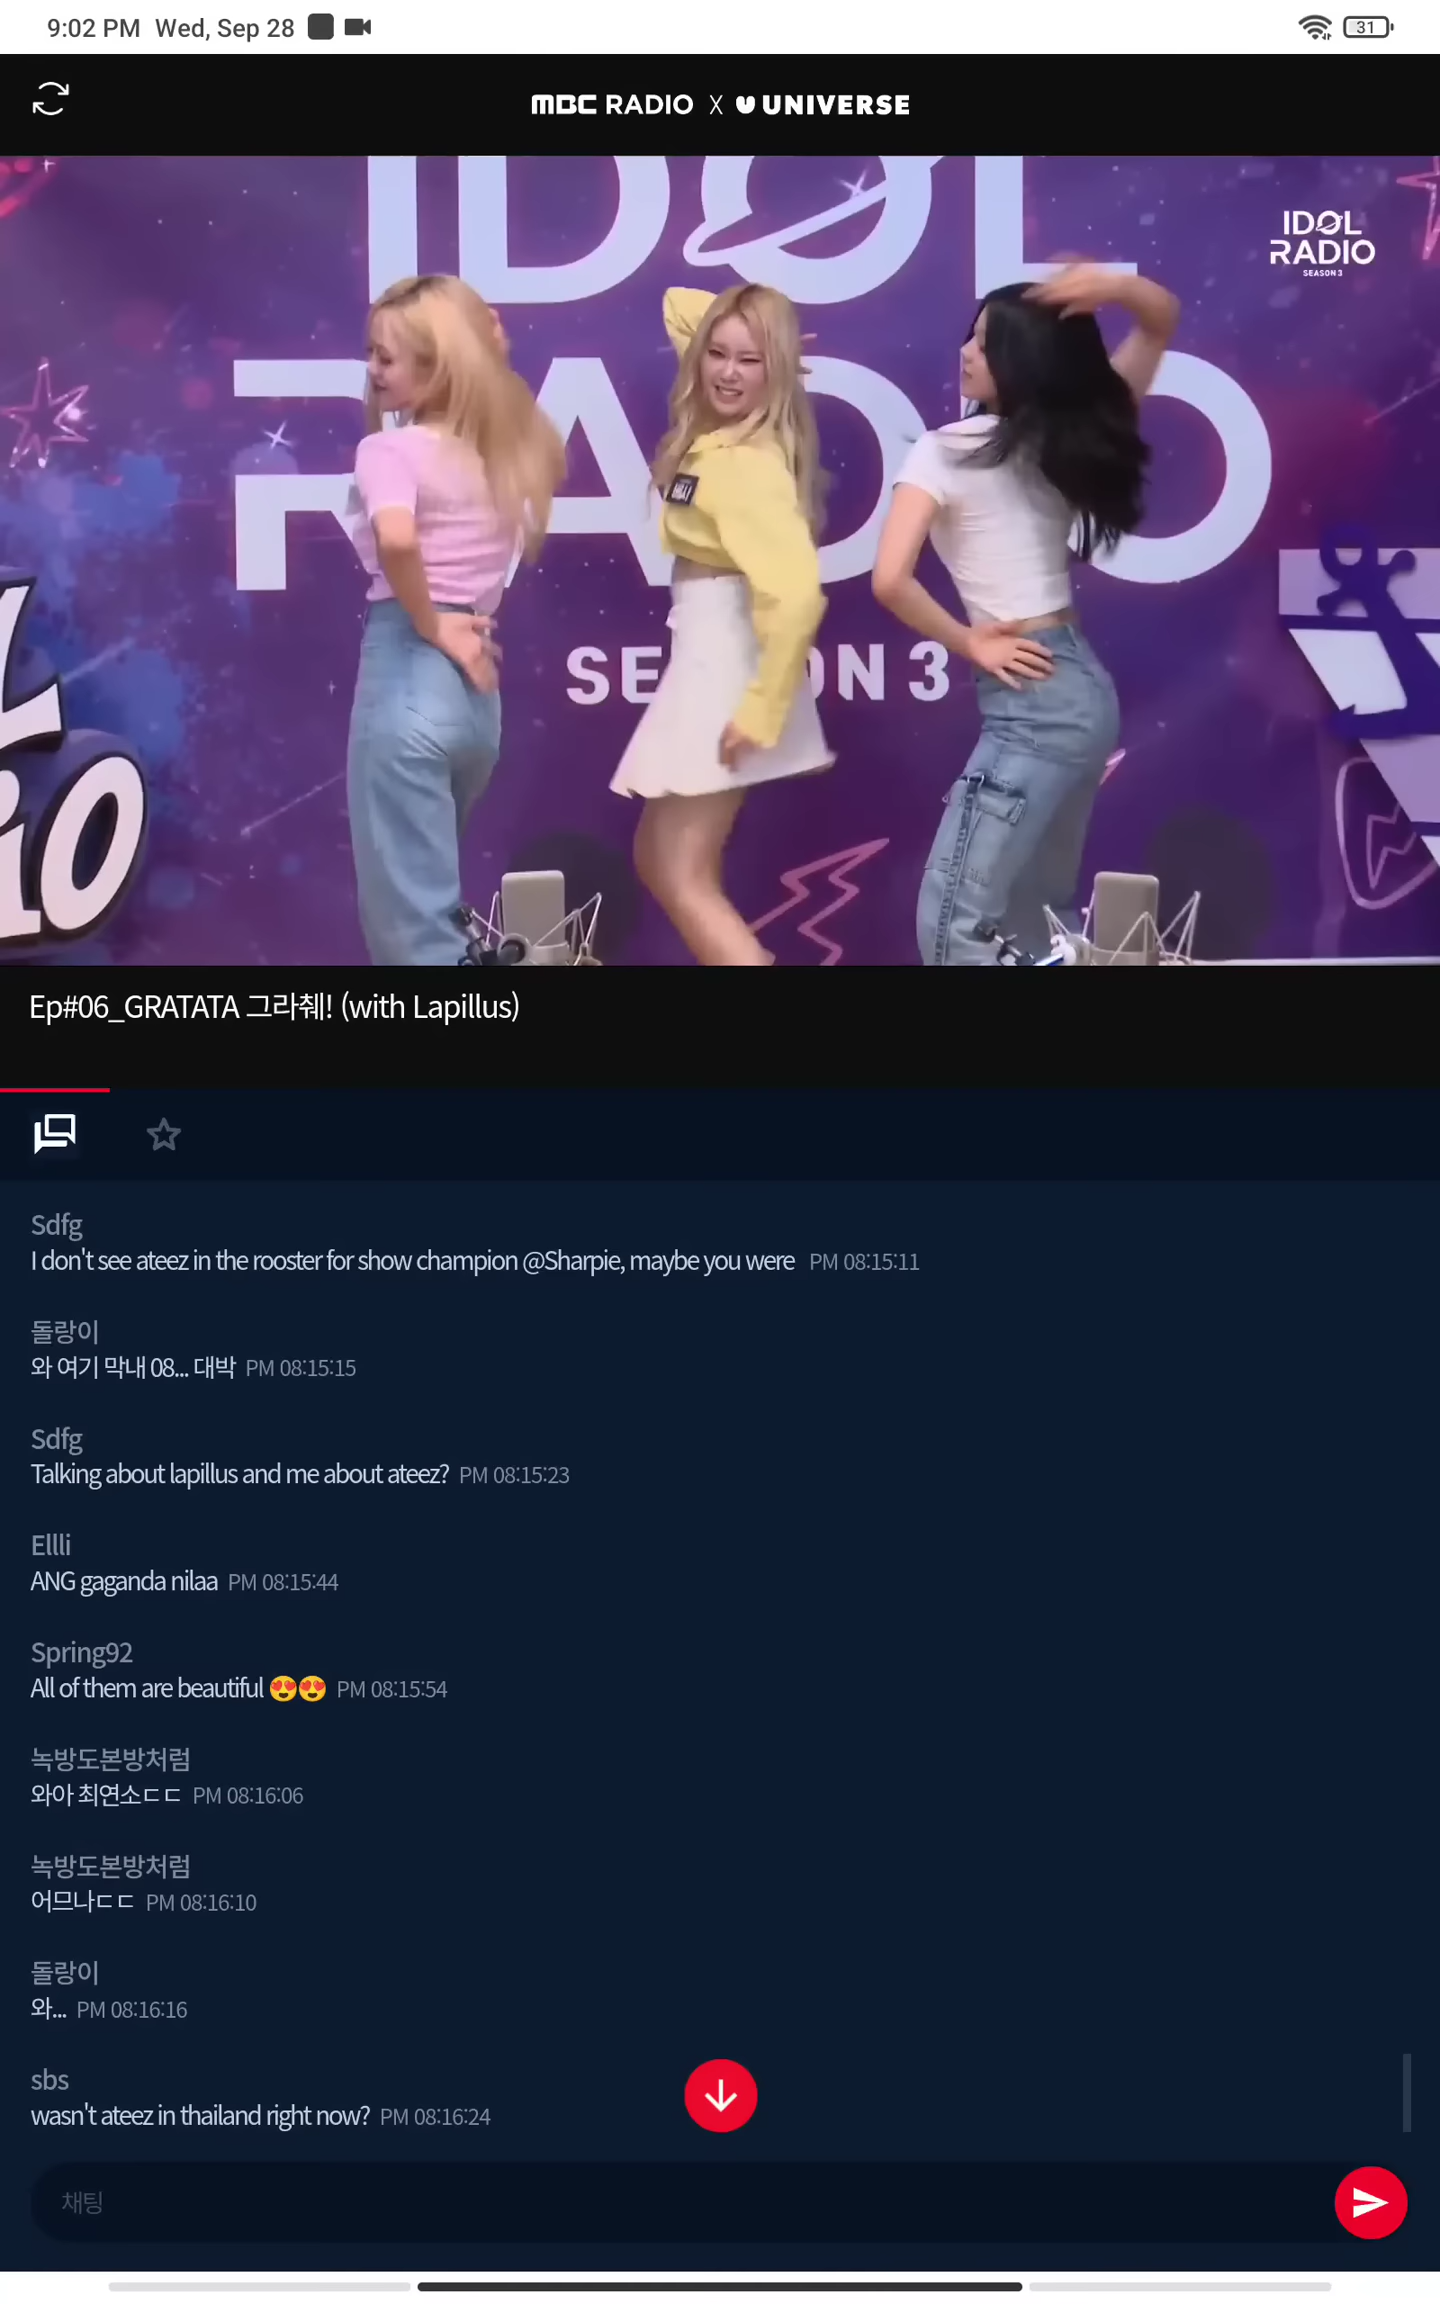 9:02 PM Wed, Sep 28
31
MBC RADIO X UNIVERSE
IDOL
RADIO
SEASON 3
IDOL
RADIO
SEASON 3
Ep#06_GRATATA 그라췌! (with Lapillus)
Sdfg
I don't see ateez in the rooster for show champion @Sharpie, maybe you were PM 08:15:11
돌랑이
와 여기 막내 08... 대박 PM 08:15:15
Sdfg
Talking about lapillus and me about ateez? PM 08:15:23
Ellli
ANG gaganda nilaa PM 08:15:44
Spring92
All of them are beautiful 😍😍 PM 08:15:54
녹방도본방처럼
와아 최연소ㄷㄷ PM 08:16:06
녹방도본방처럼
어므나ㄷㄷ PM 08:16:10
돌랑이
와... PM 08:16:16
sbs
wasn't ateez in thailand right now? PM 08:16:24
채팅